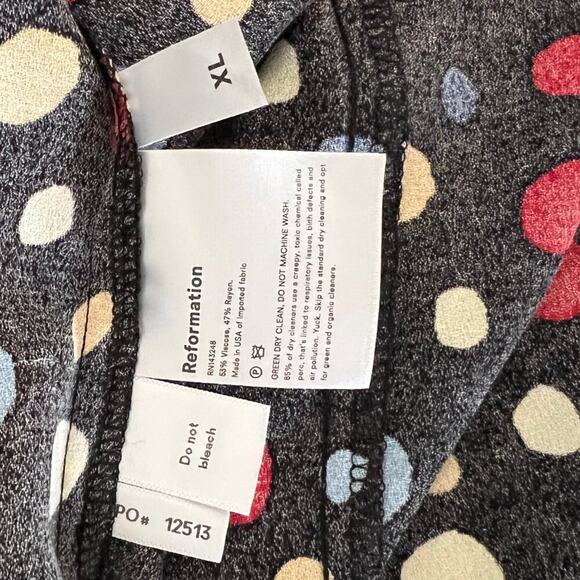 XL
Reformation
RN143248
53% Viscose, 47% Rayon.
Made in USA of imported fabric
P
GREEN DRY CLEAN, DO NOT MACHINE WASH.
85% of dry cleaners use a creepy, toxic chemical called
perc, that's linked to respiratory issues, birth defects and
air pollution. Yuck. Skip the standard dry cleaning and opt
for green and organic cleaners.
Do not
bleach
PO# 12513